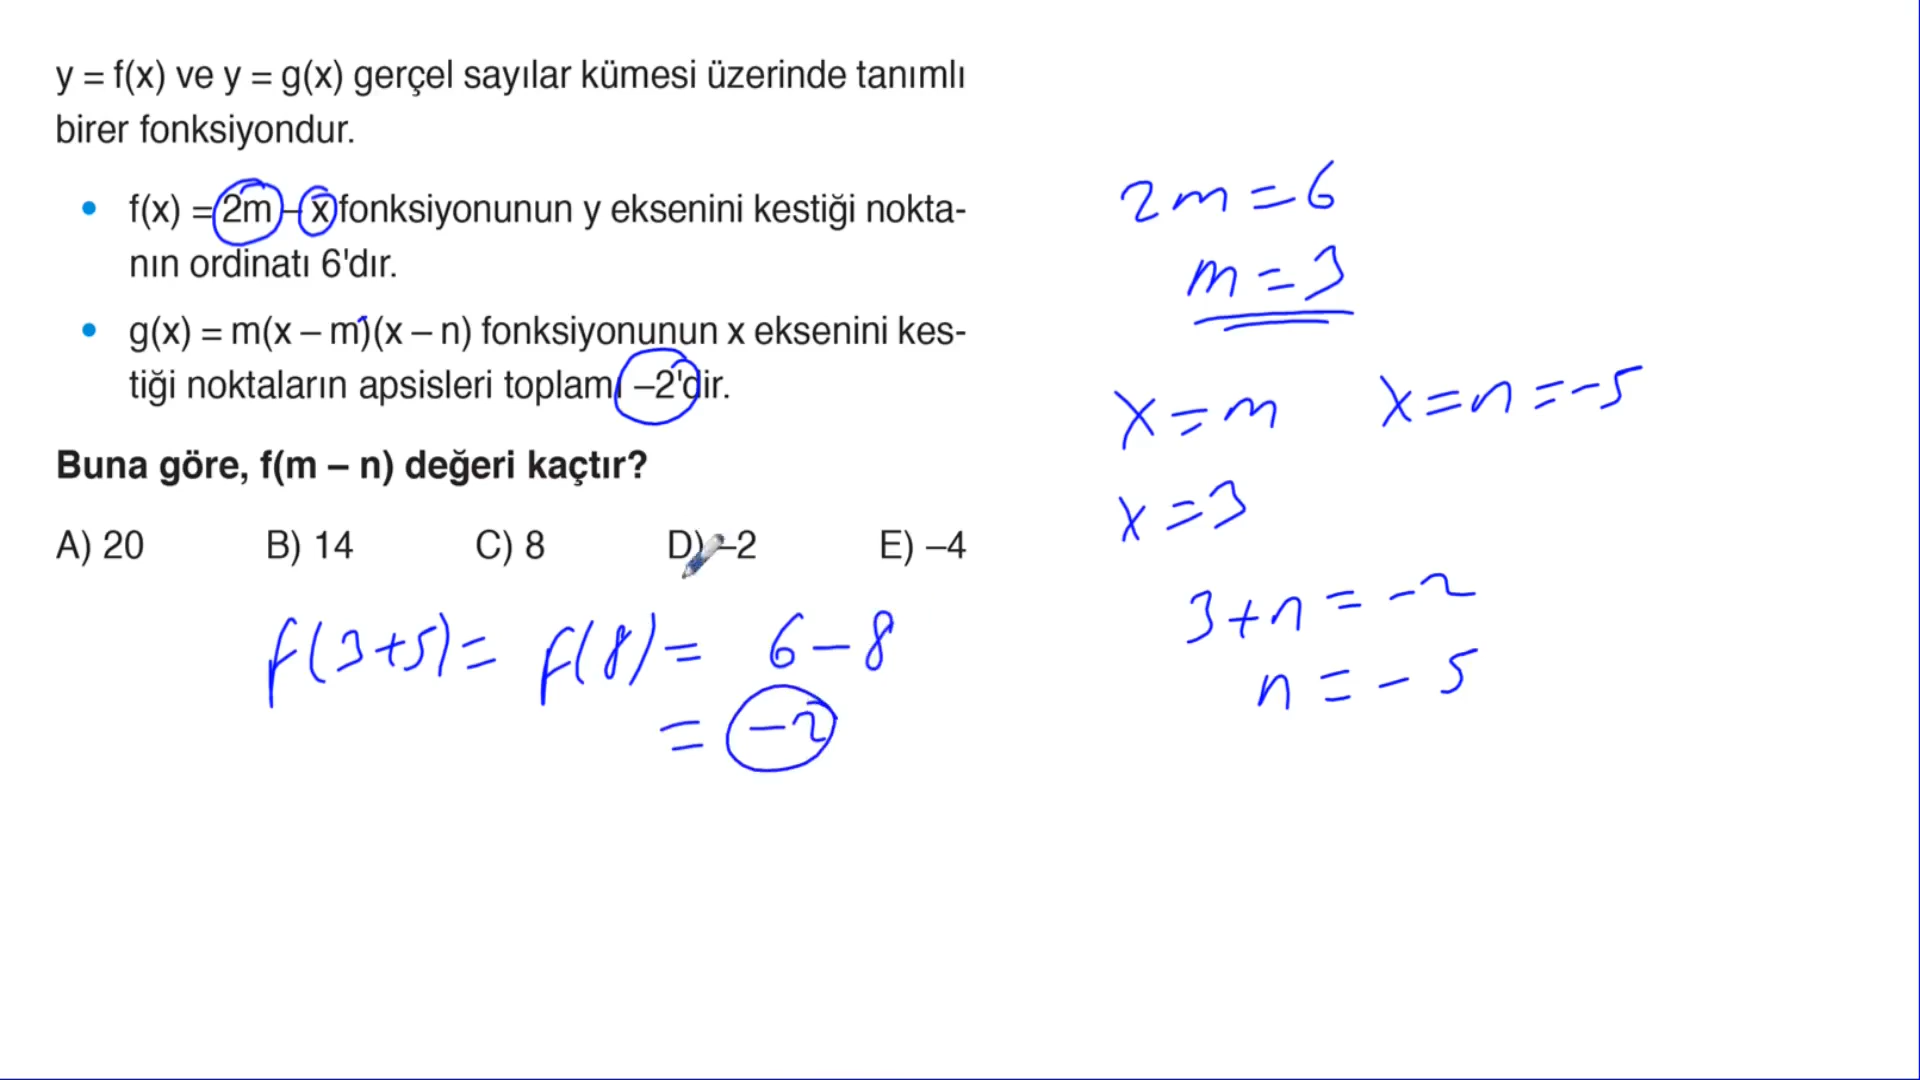 y = f(x) ve y = g(x) gerçel sayılar kümesi üzerinde tanımlı
birer fonksiyondur.
• f(x) = 2m – x fonksiyonunun y eksenini kestiği nokta-
nın ordinatı 6'dır.
• g(x) = m(x – m)(x – n) fonksiyonunun x eksenini kes-
tiği noktaların apsisleri toplamı –2'dir.
Buna göre, f(m – n) değeri kaçtır?
A) 20 B) 14 C) 8 D) –2 E) –4
f(3+5) = f(8) = 6 – 8
= –2
2m = 6
m = 3
x = m x = n = –5
x = 3
3 + n = –2
n = – 5